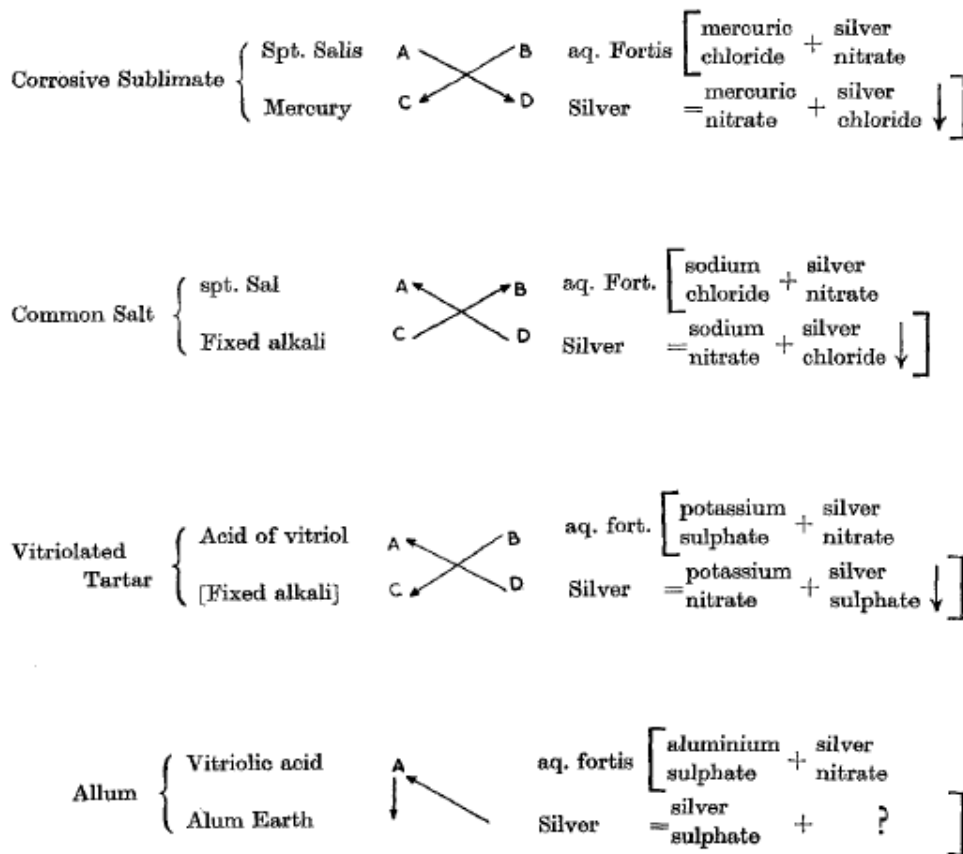 Spt. Salis A B aq. Fortis [ mercuric chloride + silver nitrate
Corrosive Sublimate {
Mercury C D Silver = mercuric nitrate + silver chloride ↓ ]
spt. Sal A B aq. Fort. [ sodium chloride + silver nitrate
Common Salt {
Fixed alkali C D Silver = sodium nitrate + silver chloride ↓ ]
Acid of vitriol A B aq. fort. [ potassium sulphate + silver nitrate
Vitriolated Tartar {
[Fixed alkali] C D Silver = potassium nitrate + silver sulphate ↓ ]
Vitriolic acid A aq. fortis [ aluminium sulphate + silver nitrate
Allum {
Alum Earth Silver = silver sulphate + ? ]